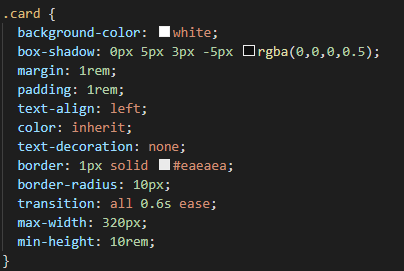 .card {
background-color: white;
box-shadow: 0px 5px 3px -5px rgba(0,0,0,0.5);
margin: 1rem;
padding: 1rem;
text-align: left;
color: inherit;
text-decoration: none;
border: 1px solid #eaeaea;
border-radius: 10px;
transition: all 0.6s ease;
max-width: 320px;
min-height: 10rem;
}